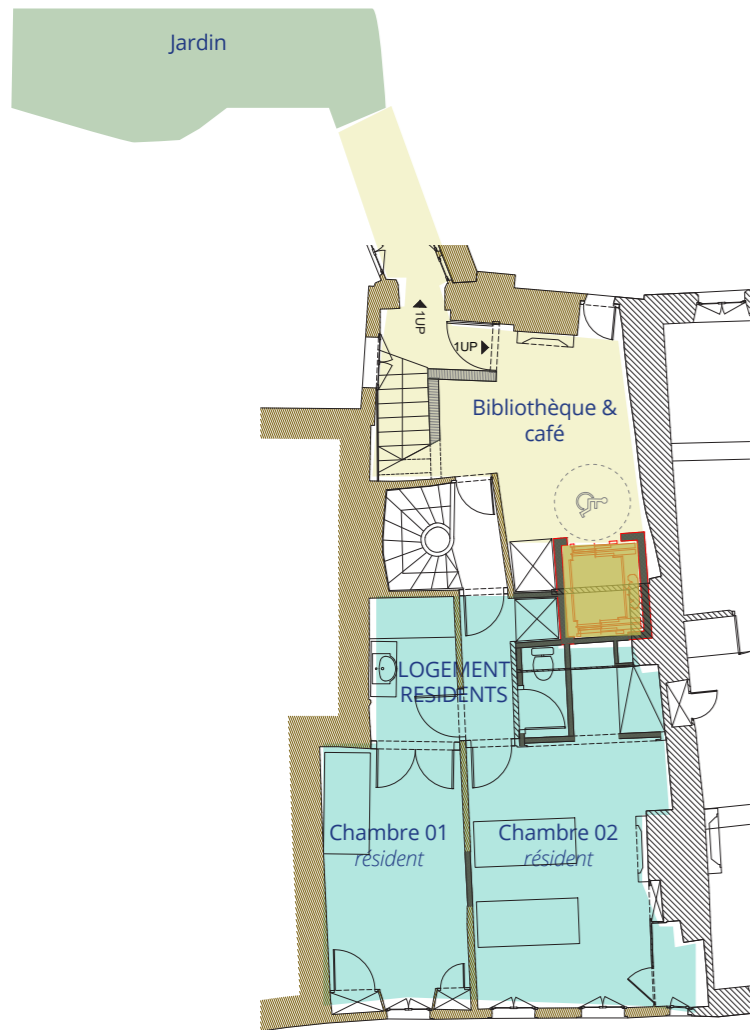 Jardin
1UP
1UP
Bibliothèque &
café
LOGEMENT
RESIDENTS
Chambre 01
résident
Chambre 02
résident